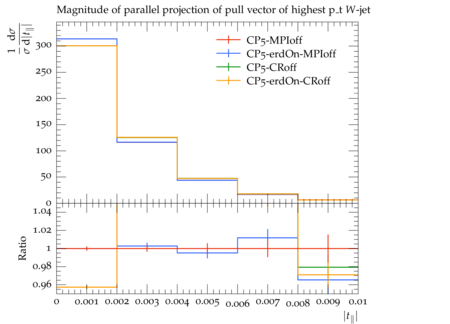 Magnitude of parallel projection of pull vector of highest p_t W-jet
1/σ dσ/d|t∥|
CP5-MPIoff
CP5-erdOn-MPIoff
CP5-CRoff
CP5-erdOn-CRoff
300
250
200
150
100
50
0
Ratio
1.04
1.02
1
0.98
0.96
0 0.001 0.002 0.003 0.004 0.005 0.006 0.007 0.008 0.009 0.01
|t∥|